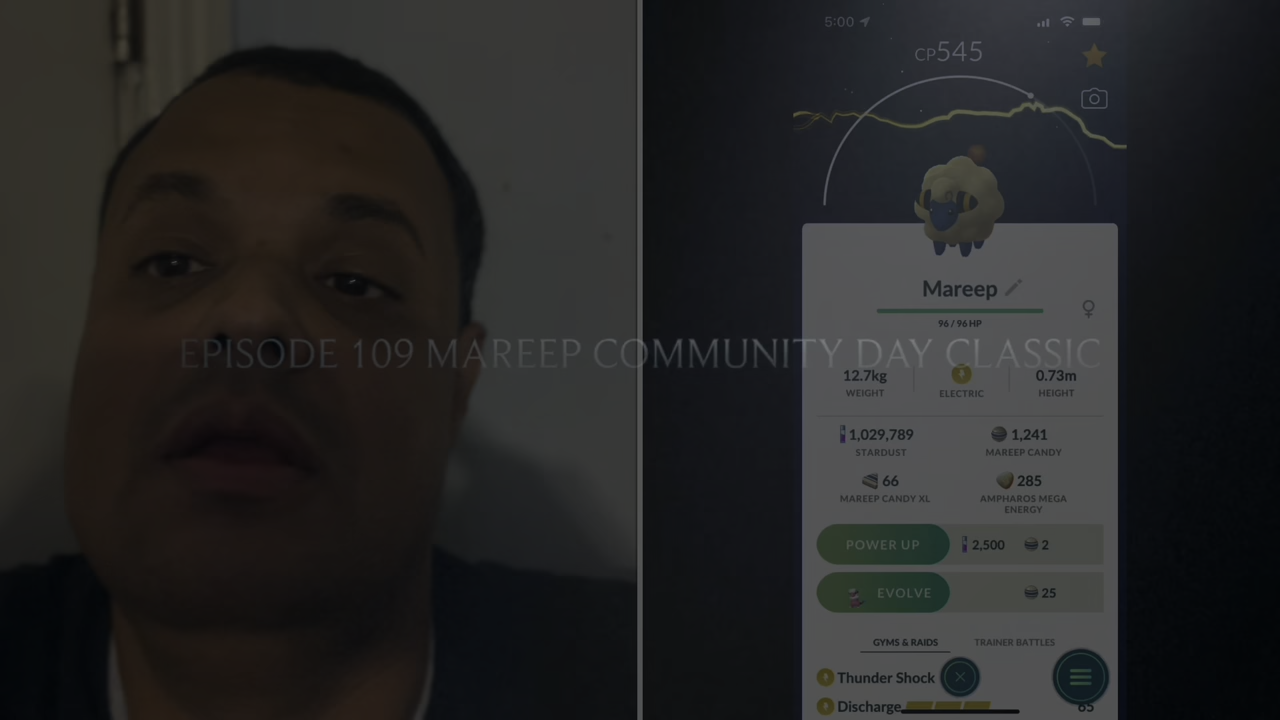 5:00
CP545
Mareep
96 / 96 HP
EPISODE 109 MAREEP COMMUNITY DAY CLASSIC
12.7kg
WEIGHT
ELECTRIC
0.73m
HEIGHT
1,029,789
STARDUST
1,241
MAREEP CANDY
66
MAREEP CANDY XL
285
AMPHAROS MEGA
ENERGY
POWER UP
2,500
2
EVOLVE
25
GYMS & RAIDS
TRAINER BATTLES
Thunder Shock
Discharge
65